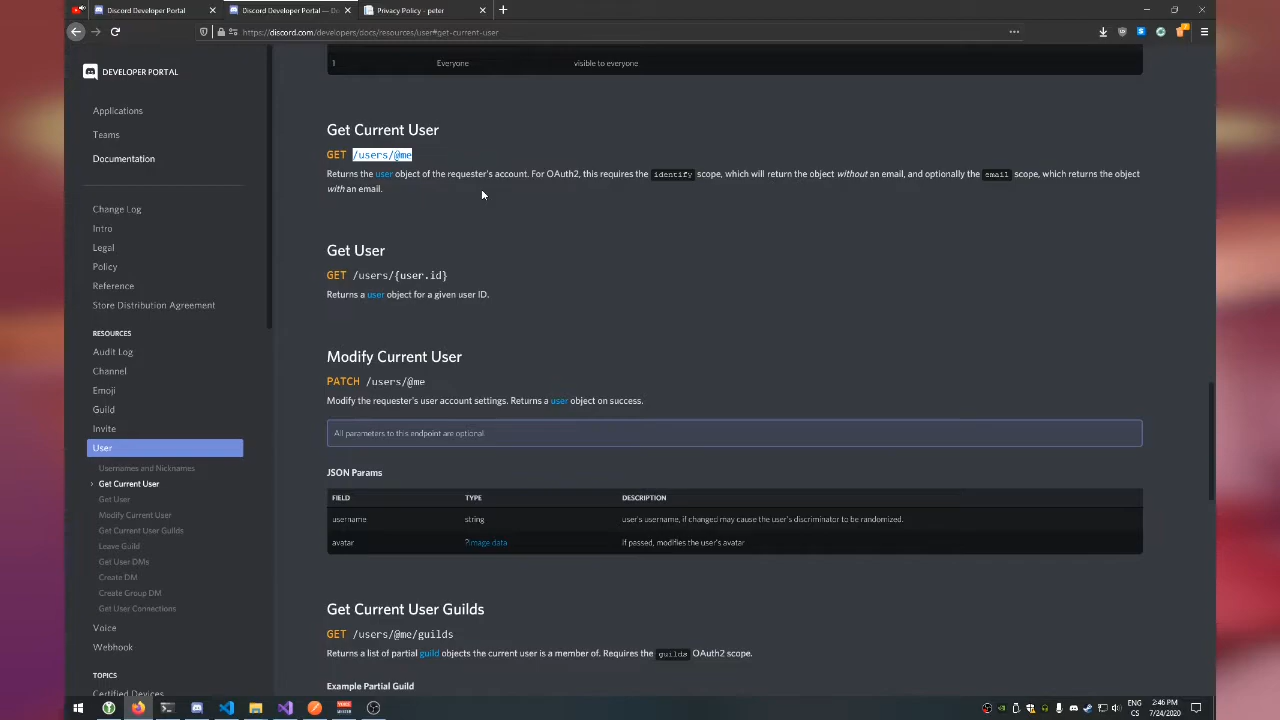 Discord Developer Portal
Discord Developer Portal — D
Privacy Policy - peter
https://discord.com/developers/docs/resources/user#get-current-user
DEVELOPER PORTAL
Applications
Teams
Documentation
Change Log
Intro
Legal
Policy
Reference
Store Distribution Agreement
RESOURCES
Audit Log
Channel
Emoji
Guild
Invite
User
Usernames and Nicknames
Get Current User
Get User
Modify Current User
Get Current User Guilds
Leave Guild
Get User DMs
Create DM
Create Group DM
Get User Connections
Voice
Webhook
TOPICS
Certified Devices
1 Everyone visible to everyone
Get Current User
GET /users/@me
Returns the user object of the requester's account. For OAuth2, this requires the identify scope, which will return the object without an email, and optionally the email scope, which returns the object
with an email.
Get User
GET /users/{user.id}
Returns a user object for a given user ID.
Modify Current User
PATCH /users/@me
Modify the requester's user account settings. Returns a user object on success.
All parameters to this endpoint are optional
JSON Params
FIELD TYPE DESCRIPTION
username string user's username, if changed may cause the user's discriminator to be randomized.
avatar ?image data if passed, modifies the user's avatar
Get Current User Guilds
GET /users/@me/guilds
Returns a list of partial guild objects the current user is a member of. Requires the guilds OAuth2 scope.
Example Partial Guild
ENG 2:46 PM
CS 7/24/2020